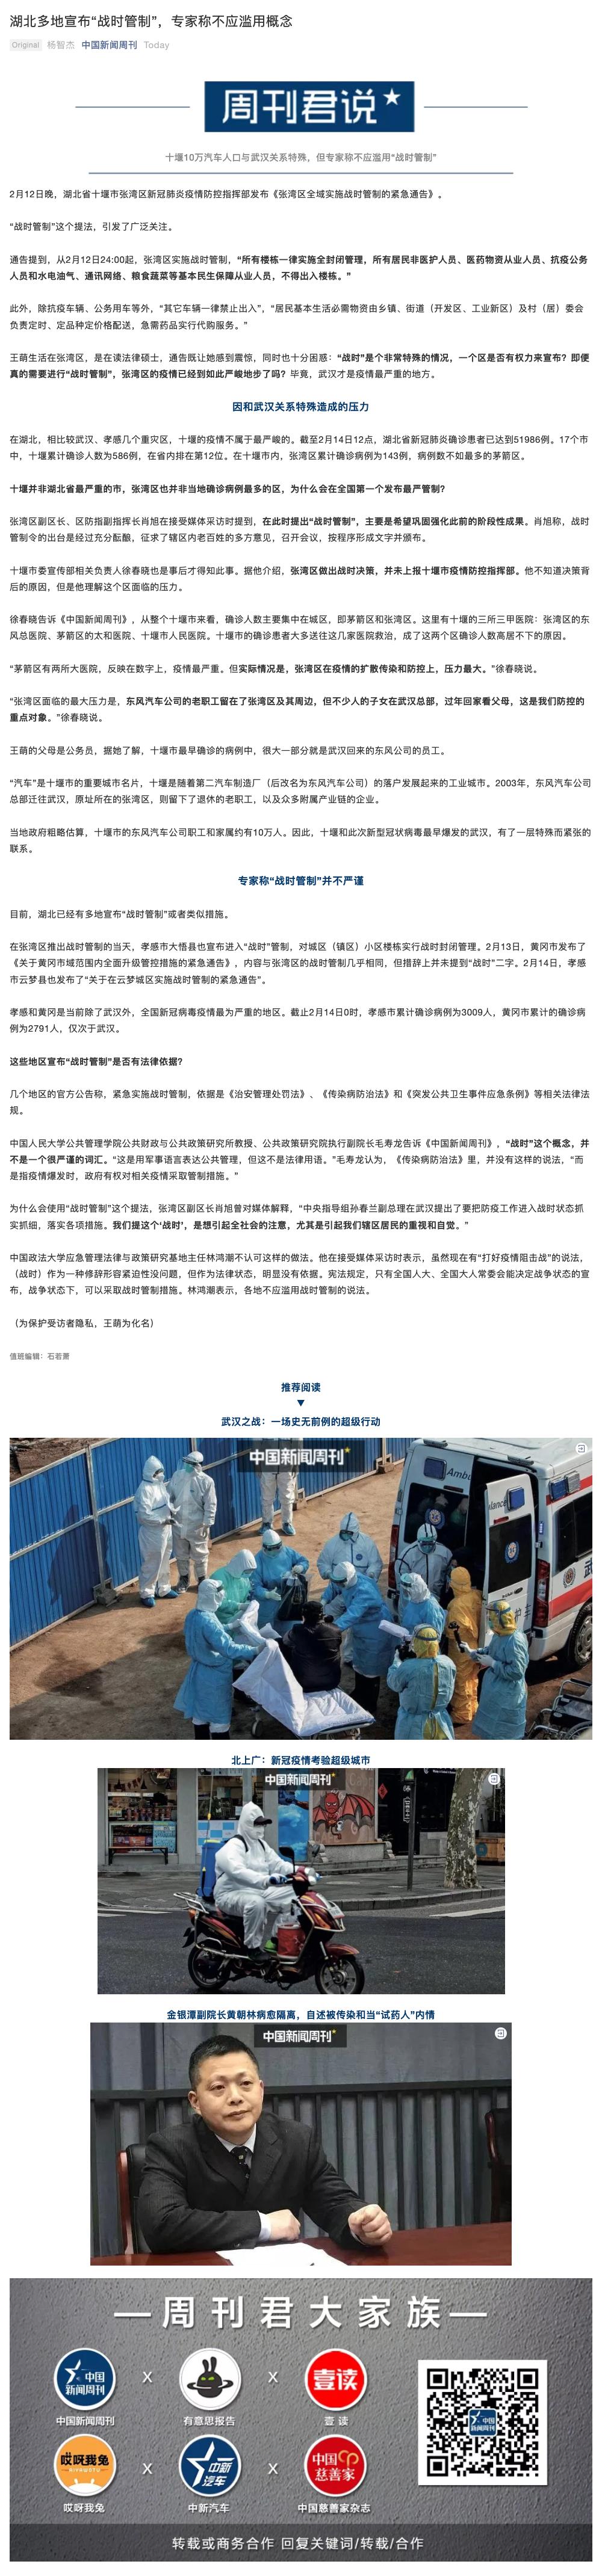 湖北多地宣布“战时管制”，专家称不应滥用概念
Original 杨智杰 中国新闻周刊 Today
周刊君说
十堰10万汽车人口与武汉关系特殊，但专家称不应滥用“战时管制”
2月12日晚，湖北省十堰市张湾区新冠肺炎疫情防控指挥部发布《张湾区全域实施战时管制的紧急通告》。
“战时管制”这个提法，引发了广泛关注。
通告提到，从2月12日24:00起，张湾区实施战时管制，“所有楼栋一律实施全封闭管理，所有居民非医护人员、医药物资从业人员、抗疫公务
人员和水电油气、通讯网络、粮食蔬菜等基本民生保障从业人员，不得出入楼栋。”
此外，除抗疫车辆、公务用车等外，“其它车辆一律禁止出入”，“居民基本生活必需物资由乡镇、街道（开发区、工业新区）及村（居）委会
负责定时、定品种定价格配送，急需药品实行代购服务。”
王萌生活在张湾区，是在读法律硕士，通告既让她感到震惊，同时也十分困惑：“战时”是个非常特殊的情况，一个区是否有权力来宣布？即便
真的需要进行“战时管制”，张湾区的疫情已经到如此严峻地步了吗？毕竟，武汉才是疫情最严重的地方。
因和武汉关系特殊造成的压力
在湖北，相比较武汉、孝感几个重灾区，十堰的疫情不属于最严峻的。截至2月14日12点，湖北省新冠肺炎确诊患者已达到51986例。17个市
中，十堰累计确诊人数为586例，在省内排在第12位。在十堰市内，张湾区累计确诊病例为143例，病例数不如最多的茅箭区。
十堰并非湖北省最严重的市，张湾区也并非当地确诊病例最多的区，为什么会在全国第一个发布最严管制？
张湾区副区长、区防指副指挥长肖旭在接受媒体采访时提到，在此时提出“战时管制”，主要是希望巩固强化此前的阶段性成果。肖旭称，战时
管制令的出台是经过充分酝酿，征求了辖区内老百姓的多方意见，召开会议，按程序形成文字并颁布。
十堰市委宣传部相关负责人徐春晓也是事后才得知此事。据他介绍，张湾区做出战时决策，并未上报十堰市疫情防控指挥部。他不知道决策背
后的原因，但是他理解这个区面临的压力。
徐春晓告诉《中国新闻周刊》，从整个十堰市来看，确诊人数主要集中在城区，即茅箭区和张湾区。这里有十堰的三所三甲医院：张湾区的东
风总医院、茅箭区的太和医院、十堰市人民医院。十堰市的确诊患者大多送往这几家医院救治，成了这两个区确诊人数高居不下的原因。
“茅箭区有两所大医院，反映在数字上，疫情最严重。但实际情况是，张湾区在疫情的扩散传染和防控上，压力最大。”徐春晓说。
“张湾区面临的最大压力是，东风汽车公司的老职工留在了张湾区及其周边，但不少人的子女在武汉总部，过年回家看父母，这是我们防控的
重点对象。”徐春晓说。
王萌的父母是公务员，据她了解，十堰市最早确诊的病例中，很大一部分就是武汉回来的东风公司的员工。
“汽车”是十堰市的重要城市名片，十堰是随着第二汽车制造厂（后改名为东风汽车公司）的落户发展起来的工业城市。2003年，东风汽车公司
总部迁往武汉，原址所在的张湾区，则留下了退休的老职工，以及众多附属产业链的企业。
当地政府粗略估算，十堰市的东风汽车公司职工和家属约有10万人。因此，十堰和此次新型冠状病毒最早爆发的武汉，有了一层特殊而紧张的
联系。
专家称“战时管制”并不严谨
目前，湖北已经有多地宣布“战时管制”或者类似措施。
在张湾区推出战时管制的当天，孝感市大悟县也宣布进入“战时”管制，对城区（镇区）小区楼栋实行战时封闭管理。2月13日，黄冈市发布了
《关于黄冈市域范围内全面升级管控措施的紧急通告》，内容与张湾区的战时管制几乎相同，但措辞上并未提到“战时”二字。2月14日，孝感
市云梦县也发布了“关于在云梦城区实施战时管制的紧急通告”。
孝感和黄冈是当前除了武汉外，全国新冠病毒疫情最为严重的地区。截止2月14日0时，孝感市累计确诊病例为3009人，黄冈市累计的确诊病
例为2791人，仅次于武汉。
这些地区宣布“战时管制”是否有法律依据？
几个地区的官方公告称，紧急实施战时管制，依据是《治安管理处罚法》、《传染病防治法》和《突发公共卫生事件应急条例》等相关法律法
规。
中国人民大学公共管理学院公共财政与公共政策研究所教授、公共政策研究院执行副院长毛寿龙告诉《中国新闻周刊》，“战时”这个概念，并
不是一个很严谨的词汇。“这是用军事语言表达公共管理，但这不是法律用语。”毛寿龙认为，《传染病防治法》里，并没有这样的说法，“而
是指疫情爆发时，政府有权对相关疫情采取管制措施。”
为什么会使用“战时管制”这个提法，张湾区副区长肖旭曾对媒体解释，“中央指导组孙春兰副总理在武汉提出了要把防疫工作进入战时状态抓
实抓细，落实各项措施。我们提这个‘战时’，是想引起全社会的注意，尤其是引起我们辖区居民的重视和自觉。”
中国政法大学应急管理法律与政策研究基地主任林鸿潮不认可这样的做法。他在接受媒体采访时表示，虽然现在有“打好疫情阻击战”的说法，
（战时）作为一种修辞形容紧迫性没问题，但作为法律状态，明显没有依据。宪法规定，只有全国人大、全国大人常委会能决定战争状态的宣
布，战争状态下，可以采取战时管制措施。林鸿潮表示，各地不应滥用战时管制的说法。
（为保护受访者隐私，王萌为化名）
值班编辑：石若萧
推荐阅读
▼
武汉之战：一场史无前例的超级行动
中国新闻周刊
Ambulance
北上广：新冠疫情考验超级城市
中国新闻周刊
金银潭副院长黄朝林病愈隔离，自述被传染和当“试药人”内情
中国新闻周刊
—周刊君大家族—
中国新闻周刊 X X 壹读
中国新闻周刊 有意思报告 壹读
哎呀我兔 X X 中国慈善家
哎呀我兔 中新汽车 中国慈善家杂志
转载或商务合作 回复关键词/转载/合作